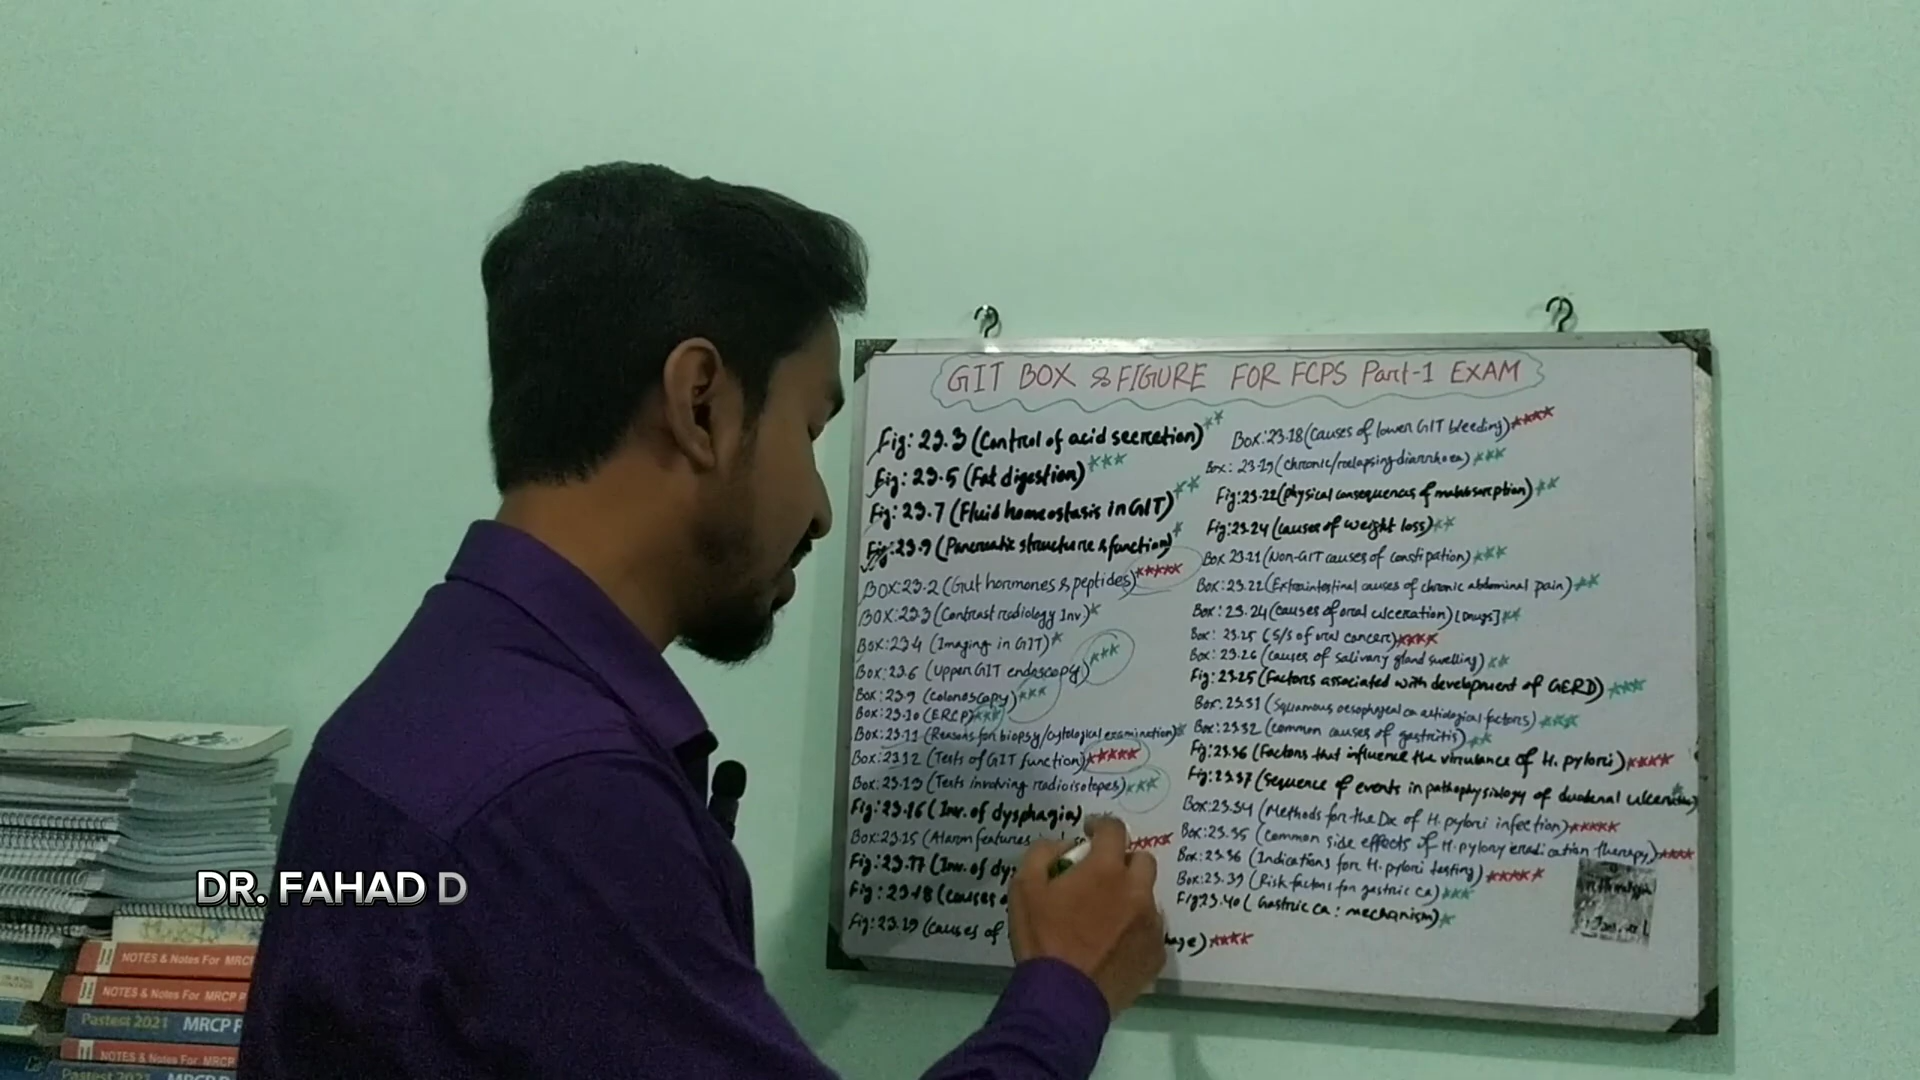 GIT BOX & FIGURE FOR FCPS Part-1 EXAM
Fig: 23.3 (Control of acid secretion) **
Fig: 23.5 (Fat digestion) ***
Fig: 23.7 (Fluid homeostasis in GIT) **
Fig: 23.9 (Pancreatic structure & function) *
BOX: 23.2 (Gut hormones & peptides) *****
BOX: 23.3 (Contrast radiology Inv) *
Box: 23.4 (Imaging in GIT) *
Box: 23.6 (Upper GIT endoscopy) ***
Box: 23.9 (Colonoscopy) ***
Box: 23.10 (ERCP) ***
Box: 23.11 (Reasons for biopsy/cytological examination) *
Box: 23.12 (Tests of GIT function) *****
Box: 23.13 (Tests involving radioisotopes) ***
Fig: 23.16 (Inv. of dysphagia)
Box: 23.15 (Alarm features ****
Fig: 23.17 (Inv. of
Fig: 23.18 (causes
Fig: 23.19 (causes of hage) ****
Box: 23.18 (causes of lower GIT bleeding) ****
Box: 23.19 (chronic/relapsing diarrhoea) ***
Fig: 23.22 (physical consequences of malabsorption) **
Fig: 23.24 (causes of weight loss) **
Box 23.21 (Non-GIT causes of constipation) ***
Box: 23.22 (Extraintestinal causes of chronic abdominal pain) **
Box: 23.24 (causes of oral ulceration) [Drugs] **
Box: 23.25 (S/S of oral cancer) ****
Box: 23.26 (causes of salivary gland swelling) **
Fig: 23.25 (Factors associated with development of GERD) ***
Box: 23.31 (Squamous oesophageal ca aetiological factors) ***
Box: 23.32 (common causes of gastritis) **
Fig: 23.36 (Factors that influence the virulance of H. pylori) ****
Fig: 23.37 (Sequence of events in pathophysiology of duodenal ulceration) *
Box: 23.34 (Methods for the Dx of H. pylori infection) *****
Box: 23.35 (Common side effects of H. pylory eradication therapy) ****
Box: 23.36 (Indications for H. pylori testing) *****
Box: 23.39 (Risk factors for gastric ca) ***
Fig 23.40 (Gastric ca: mechanism) *
DR. FAHAD D
NOTES & Notes For MRC
NOTES & Notes For MRCP P
Pastest 2021 MRCP P
NOTES & Notes For MRCP
Pastest 2021 MRCP P